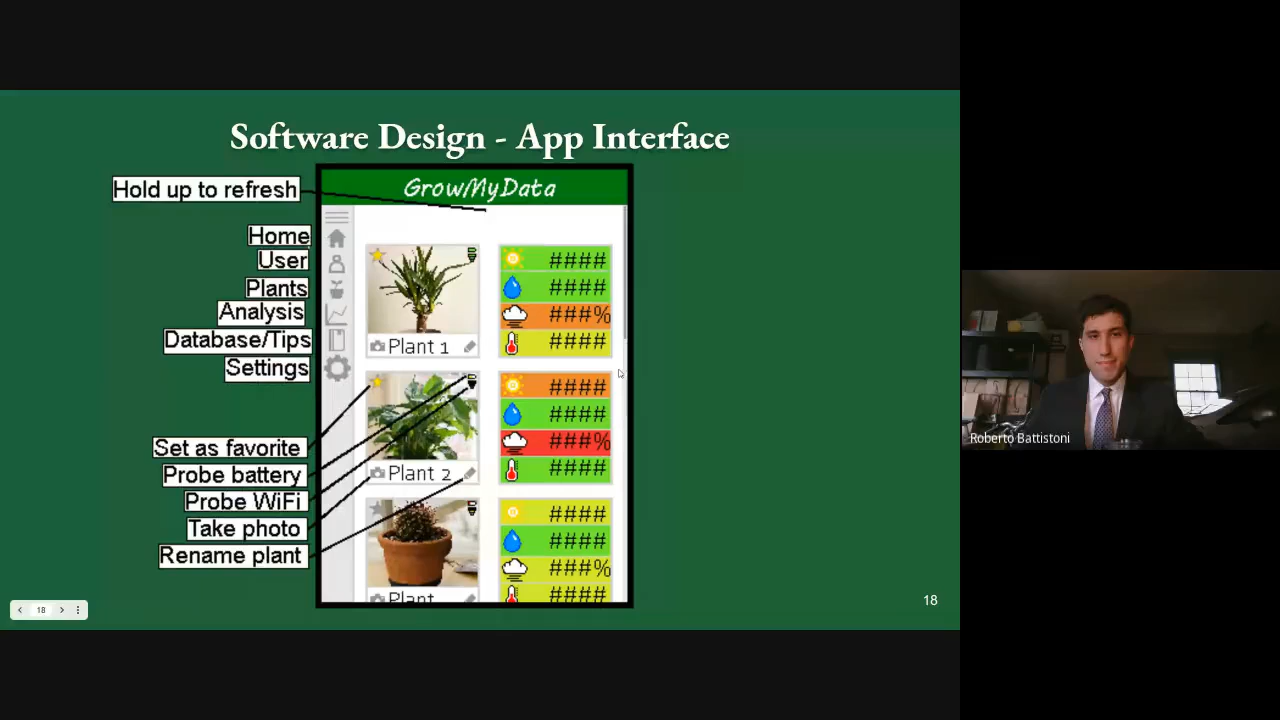 Software Design - App Interface
Hold up to refresh
GrowMyData
Home
User
Plants
Analysis
Database/Tips
Settings
####
####
###%
####
Plant 1
Set as favorite
Probe battery
Probe WiFi
Take photo
Rename plant
####
####
###%
####
Plant 2
####
####
###%
####
Plant
Roberto Battistoni
18
18